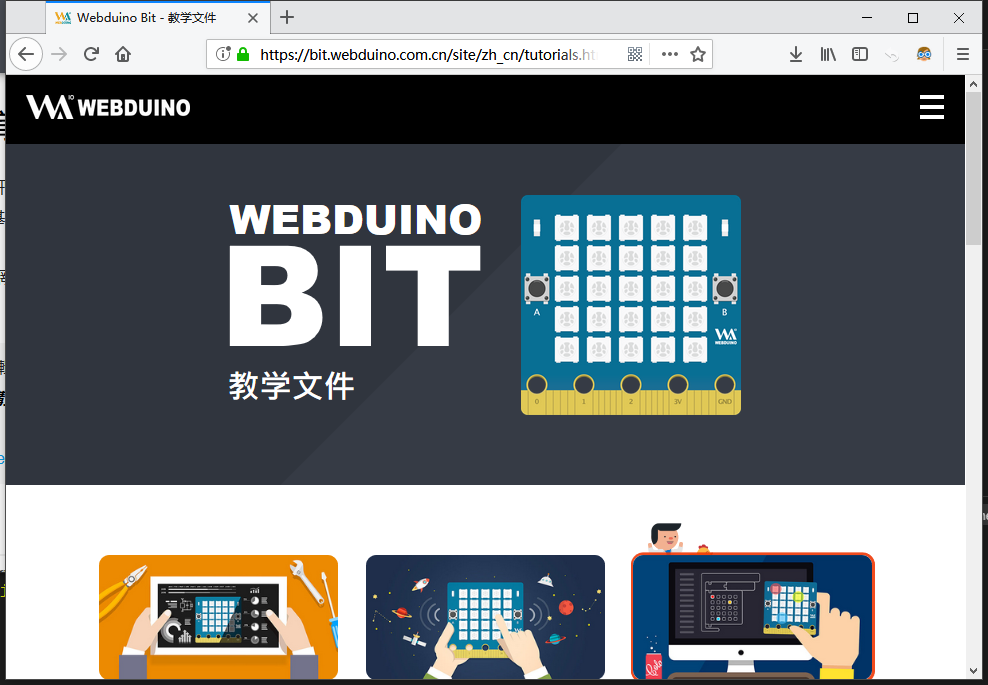 Webduino Bit - 教学文件
https://bit.webduino.com.cn/site/zh_cn/tutorials.ht
WEBDUINO
WEBDUINO
BIT
教学文件
A
B
WEBDUINO
0
1
2
3V
GND